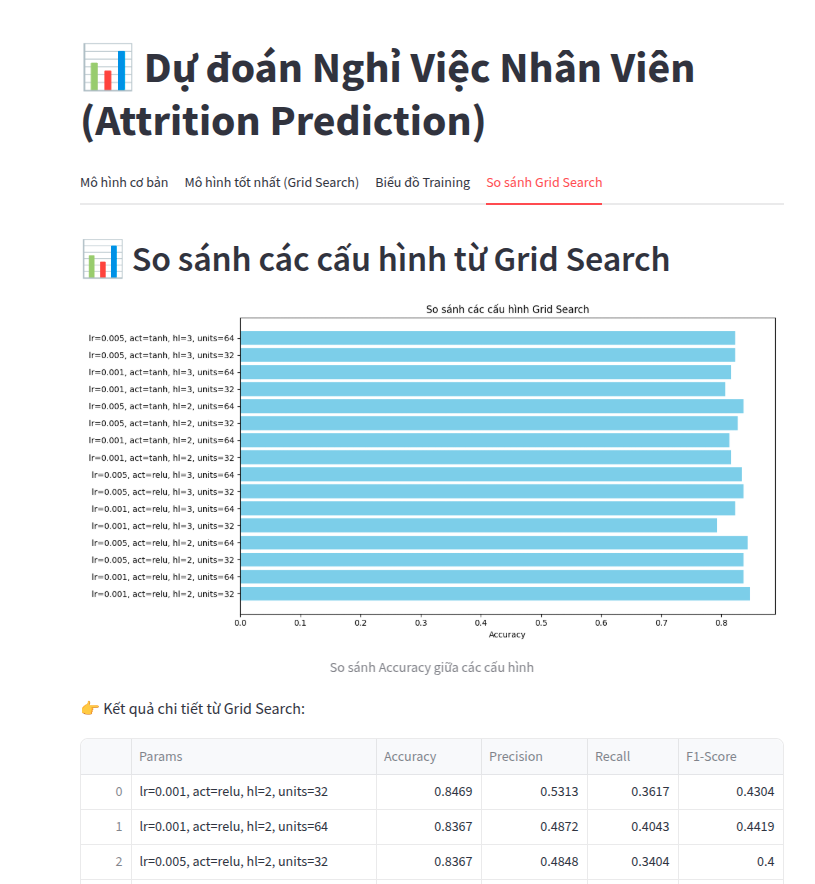 📊 Dự đoán Nghỉ Việc Nhân Viên
(Attrition Prediction)
Mô hình cơ bản Mô hình tốt nhất (Grid Search) Biểu đồ Training So sánh Grid Search
📊 So sánh các cấu hình từ Grid Search
So sánh các cấu hình Grid Search
lr=0.005, act=tanh, hl=3, units=64
lr=0.005, act=tanh, hl=3, units=32
lr=0.001, act=tanh, hl=3, units=64
lr=0.001, act=tanh, hl=3, units=32
lr=0.005, act=tanh, hl=2, units=64
lr=0.005, act=tanh, hl=2, units=32
lr=0.001, act=tanh, hl=2, units=64
lr=0.001, act=tanh, hl=2, units=32
lr=0.005, act=relu, hl=3, units=64
lr=0.005, act=relu, hl=3, units=32
lr=0.001, act=relu, hl=3, units=64
lr=0.001, act=relu, hl=3, units=32
lr=0.005, act=relu, hl=2, units=64
lr=0.005, act=relu, hl=2, units=32
lr=0.001, act=relu, hl=2, units=64
lr=0.001, act=relu, hl=2, units=32
0.0 0.1 0.2 0.3 0.4 0.5 0.6 0.7 0.8
Accuracy
So sánh Accuracy giữa các cấu hình
👉 Kết quả chi tiết từ Grid Search:
Params Accuracy Precision Recall F1-Score
0 lr=0.001, act=relu, hl=2, units=32 0.8469 0.5313 0.3617 0.4304
1 lr=0.001, act=relu, hl=2, units=64 0.8367 0.4872 0.4043 0.4419
2 lr=0.005, act=relu, hl=2, units=32 0.8367 0.4848 0.3404 0.4